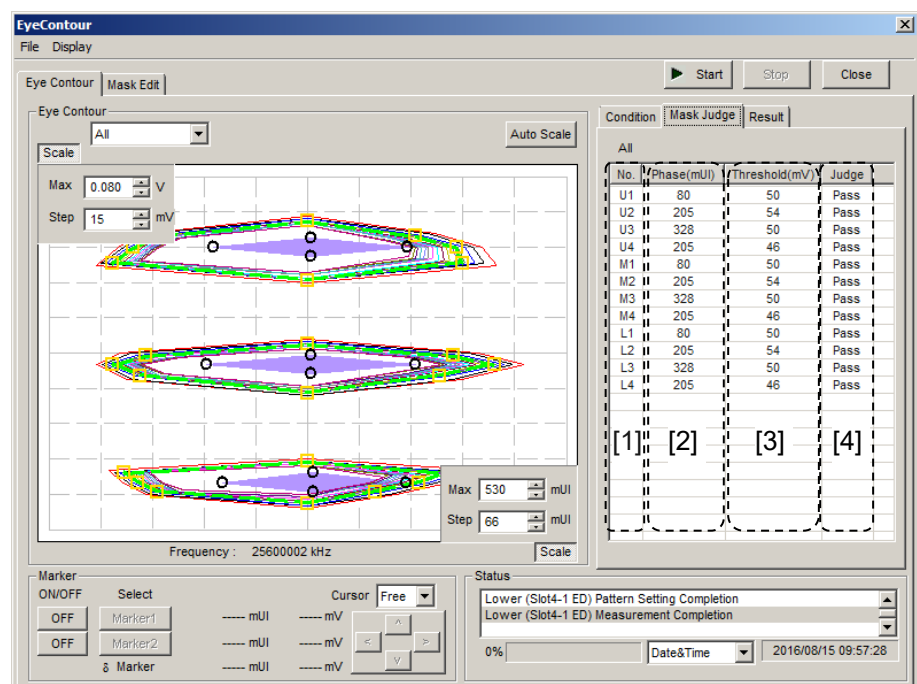 EyeContour
File Display
Start Stop Close
Eye Contour Mask Edit
Eye Contour
All
Auto Scale
Scale
Max 0.080 V
Step 15 mV
Max 530 mUI
Step 66 mUI
Frequency : 25600002 kHz
Scale
Condition Mask Judge Result
All
No. Phase(mUI) Threshold(mV) Judge
U1 80 50 Pass
U2 205 54 Pass
U3 328 50 Pass
U4 205 46 Pass
M1 80 50 Pass
M2 205 54 Pass
M3 328 50 Pass
M4 205 46 Pass
L1 80 50 Pass
L2 205 54 Pass
L3 328 50 Pass
L4 205 46 Pass
[1] [2] [3] [4]
Marker
ON/OFF Select Cursor Free
OFF Marker1 ----- mUI ----- mV
OFF Marker2 ----- mUI ----- mV
δ Marker ----- mUI ----- mV
^
< >
v
Status
Lower (Slot4-1 ED) Pattern Setting Completion
Lower (Slot4-1 ED) Measurement Completion
0% Date&Time 2016/08/15 09:57:28